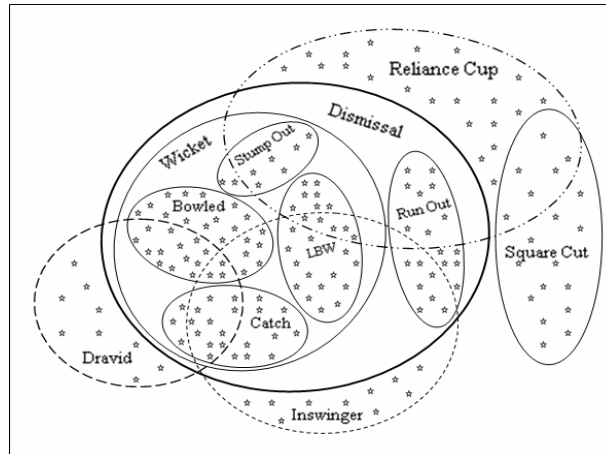 Reliance Cup
Dismissal
Wicket
Stump Out
Bowled
Run Out
LBW
Square Cut
Catch
Dravid
Inswinger